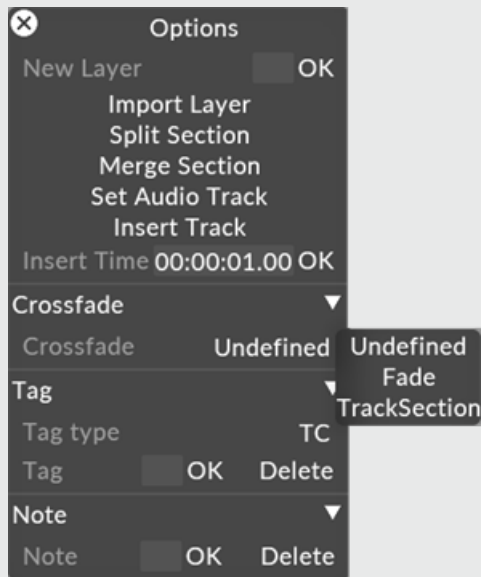 Options
New Layer OK
Import Layer
Split Section
Merge Section
Set Audio Track
Insert Track
Insert Time 00:00:01.00 OK
Crossfade
Crossfade Undefined
Undefined
Fade
TrackSection
Tag
Tag type TC
Tag OK Delete
Note
Note OK Delete